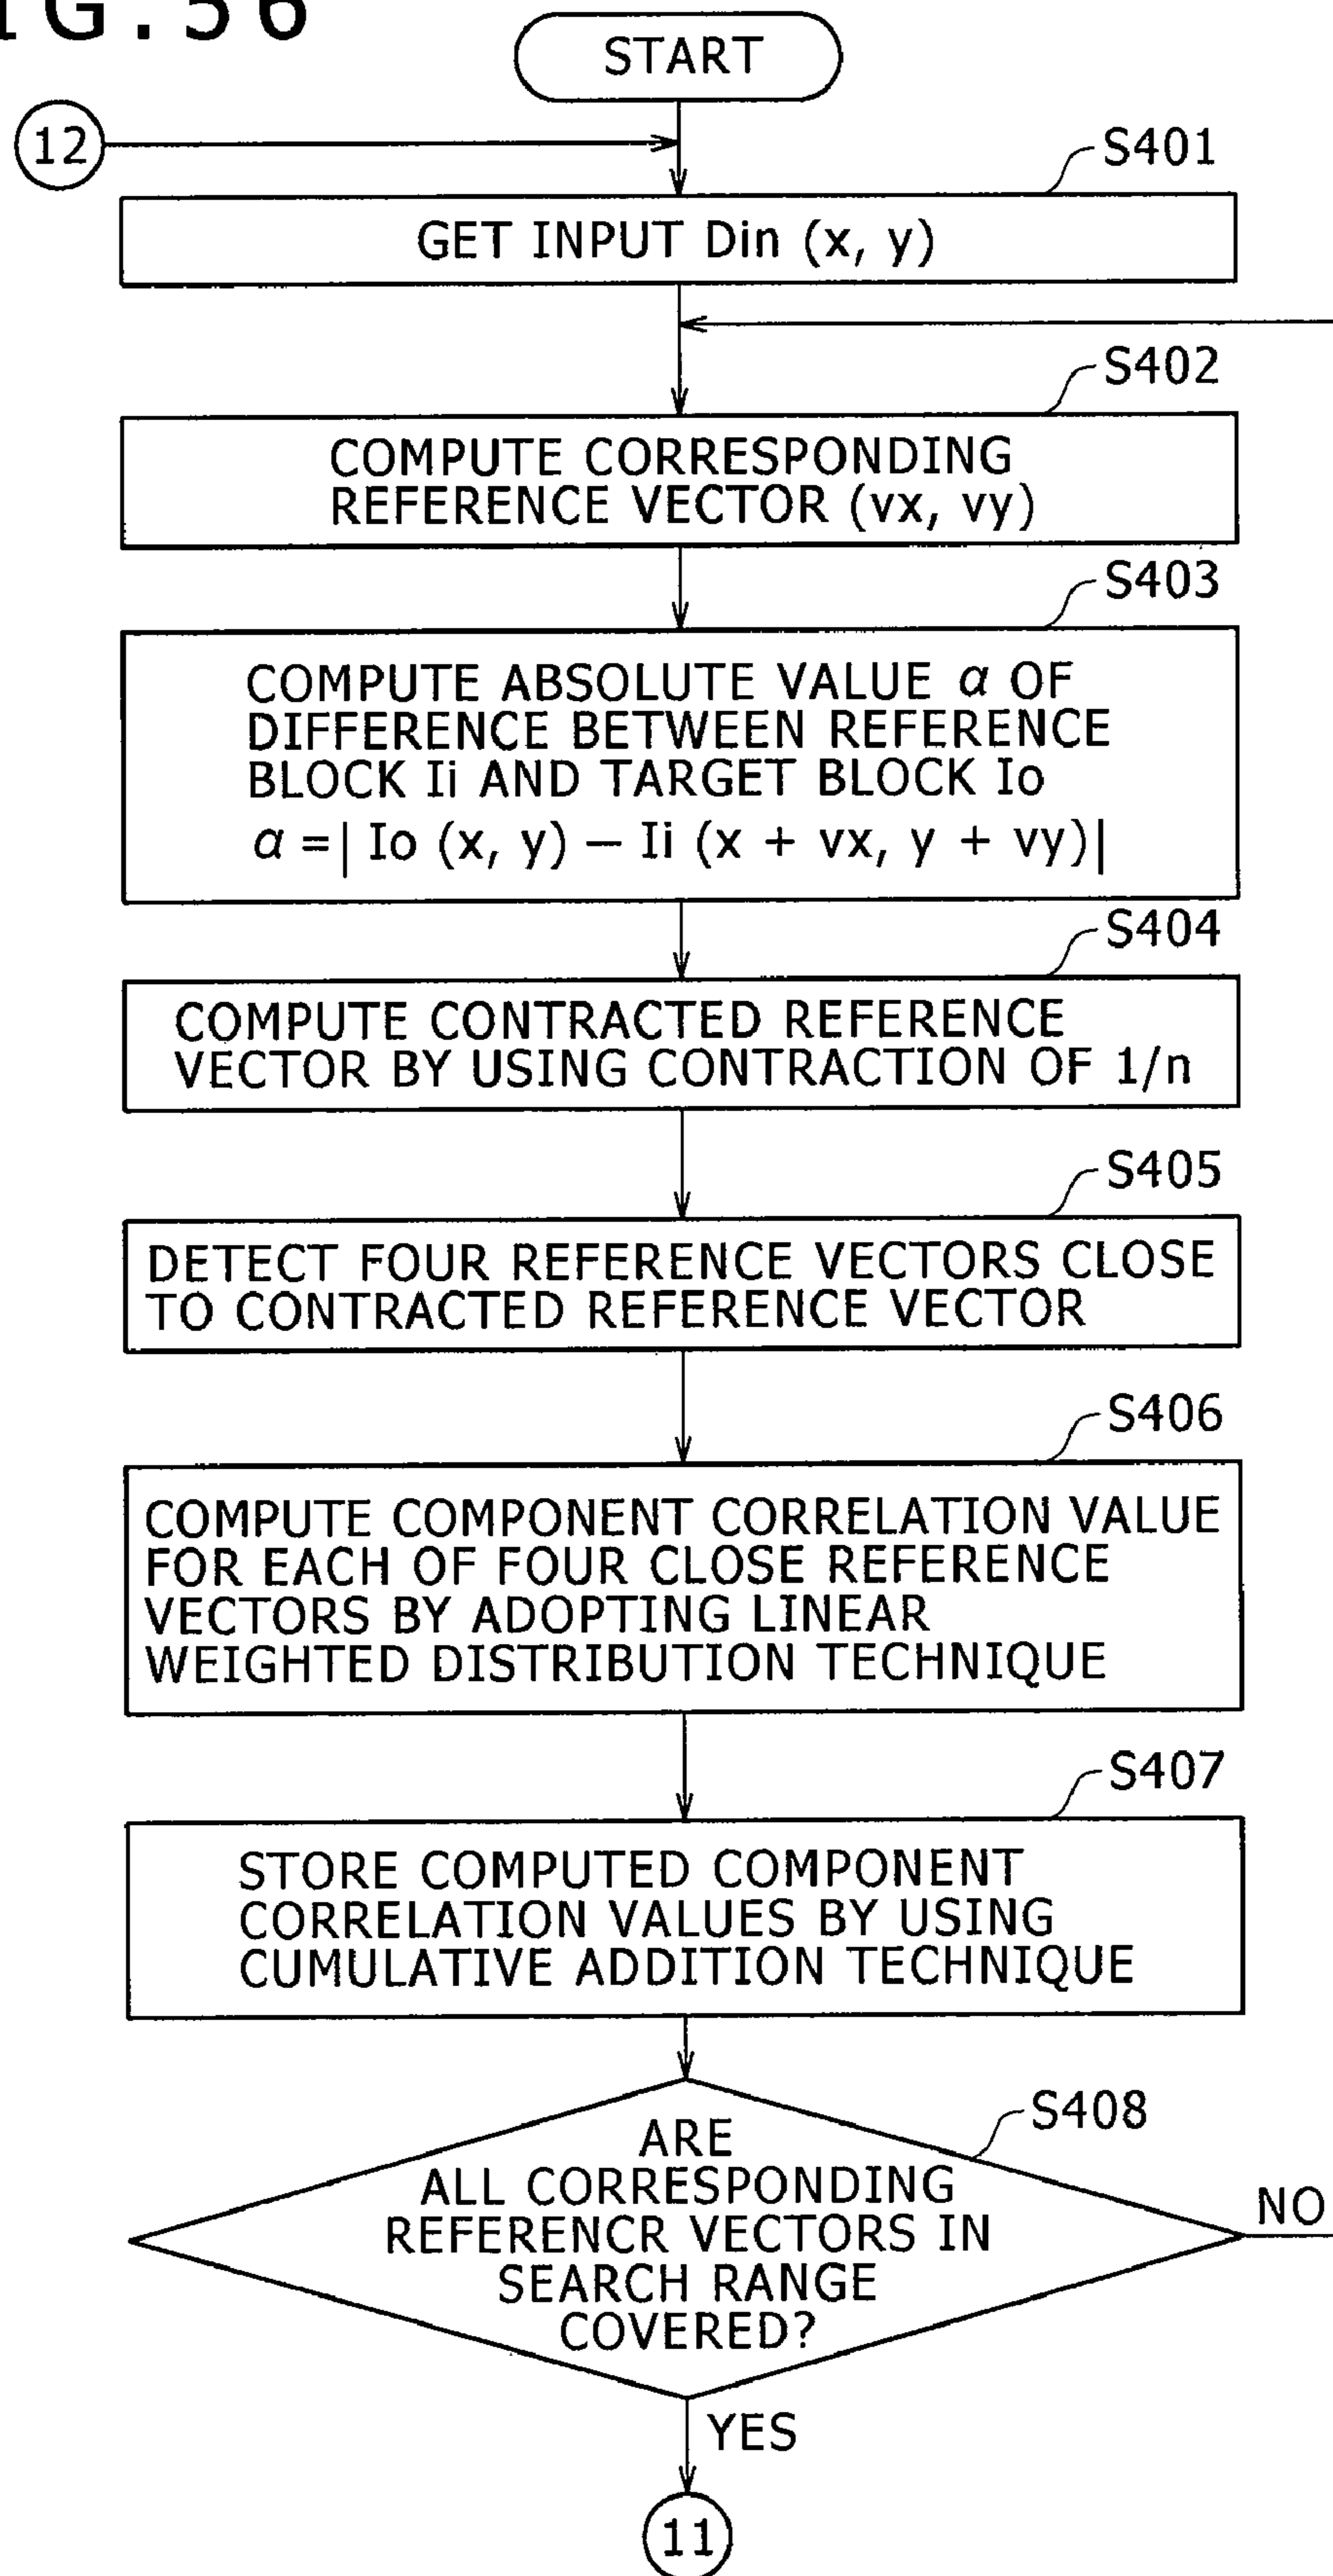 IG.56
START
12
S401
GET INPUT Din (x, y)
S402
COMPUTE CORRESPONDING
REFERENCE VECTOR (vx, vy)
S403
COMPUTE ABSOLUTE VALUE α OF
DIFFERENCE BETWEEN REFERENCE
BLOCK Ii AND TARGET BLOCK Io
α =| Io (x, y) – Ii (x + vx, y + vy)|
S404
COMPUTE CONTRACTED REFERENCE
VECTOR BY USING CONTRACTION OF 1/n
S405
DETECT FOUR REFERENCE VECTORS CLOSE
TO CONTRACTED REFERENCE VECTOR
S406
COMPUTE COMPONENT CORRELATION VALUE
FOR EACH OF FOUR CLOSE REFERENCE
VECTORS BY ADOPTING LINEAR
WEIGHTED DISTRIBUTION TECHNIQUE
S407
STORE COMPUTED COMPONENT
CORRELATION VALUES BY USING
CUMULATIVE ADDITION TECHNIQUE
S408
ARE
ALL CORRESPONDING
REFERENCR VECTORS IN
SEARCH RANGE
COVERED?
NO
YES
11